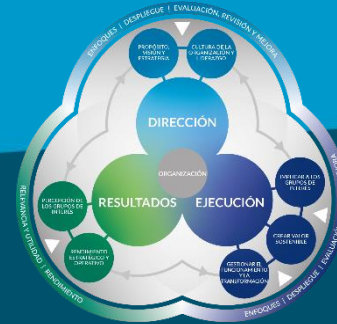 ENFOQUES | DESPLIEGUE | EVALUACIÓN, REVISIÓN Y MEJORA
PROPÓSITO,
VISIÓN Y
ESTRATEGIA
CULTURA DE LA
ORGANIZACIÓN Y
LIDERAZGO
DIRECCIÓN
ORGANIZACIÓN
RESULTADOS
EJECUCIÓN
PERCEPCIÓN DE
LOS GRUPOS DE
INTERÉS
RENDIMIENTO
ESTRATÉGICO Y
OPERATIVO
IMPLICAR A LOS
GRUPOS DE
INTERÉS
CREAR VALOR
SOSTENIBLE
GESTIONAR EL
FUNCIONAMIENTO
Y LA
TRANSFORMACIÓN
RELEVANCIA Y UTILIDAD | RENDIMIENTO
ENFOQUES | DESPLIEGUE |